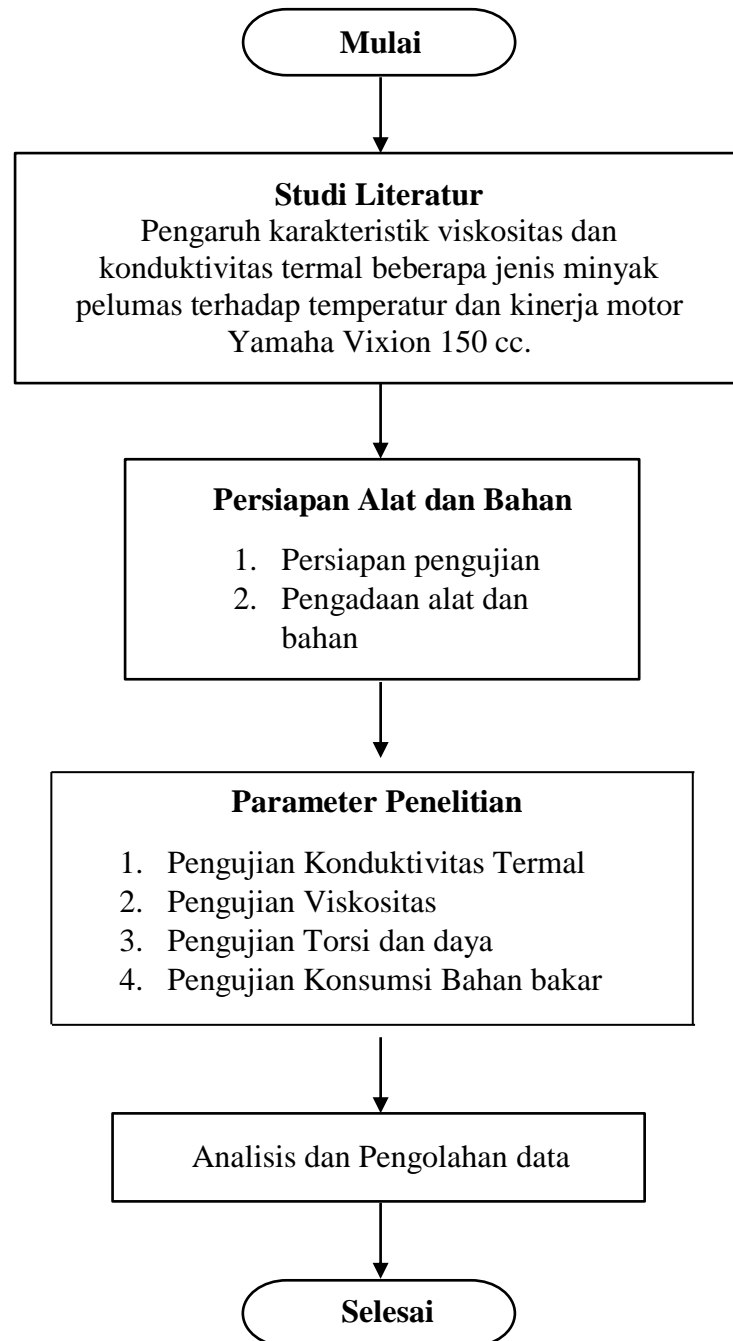 Mulai
Studi Literatur
Pengaruh karakteristik viskositas dan
konduktivitas termal beberapa jenis minyak
pelumas terhadap temperatur dan kinerja motor
Yamaha Vixion 150 cc.
Persiapan Alat dan Bahan
1. Persiapan pengujian
2. Pengadaan alat dan
bahan
Parameter Penelitian
1. Pengujian Konduktivitas Termal
2. Pengujian Viskositas
3. Pengujian Torsi dan daya
4. Pengujian Konsumsi Bahan bakar
Analisis dan Pengolahan data
Selesai